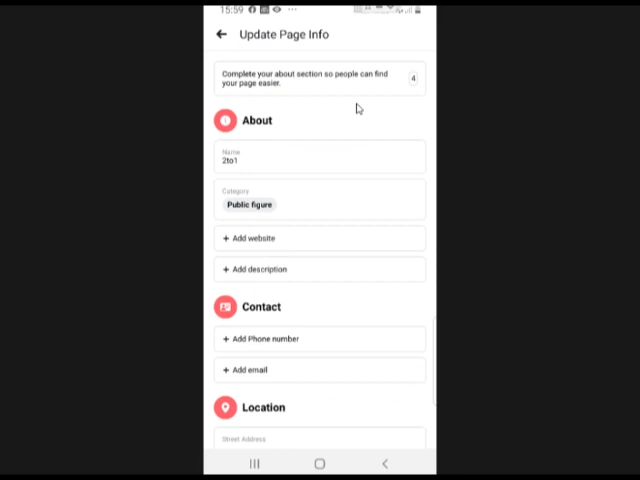 15:59
Update Page Info
Complete your about section so people can find
your page easier.
4
About
Name
2to1
Category
Public figure
+ Add website
+ Add description
Contact
+ Add Phone number
+ Add email
Location
Street Address